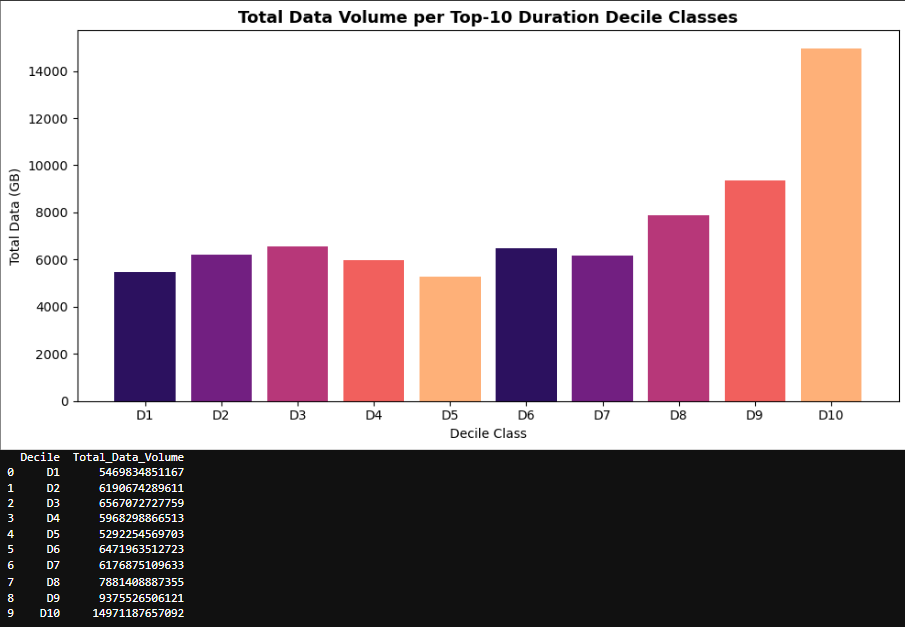 Total Data Volume per Top-10 Duration Decile Classes
Total Data (GB)
14000
12000
10000
8000
6000
4000
2000
0
D1 D2 D3 D4 D5 D6 D7 D8 D9 D10
Decile Class
Decile Total_Data_Volume
0 D1 5469834851167
1 D2 6190674289611
2 D3 6567072727759
3 D4 5968298866513
4 D5 5292254569703
5 D6 6471963512723
6 D7 6176875109633
7 D8 7881408887355
8 D9 9375526506121
9 D10 14971187657092